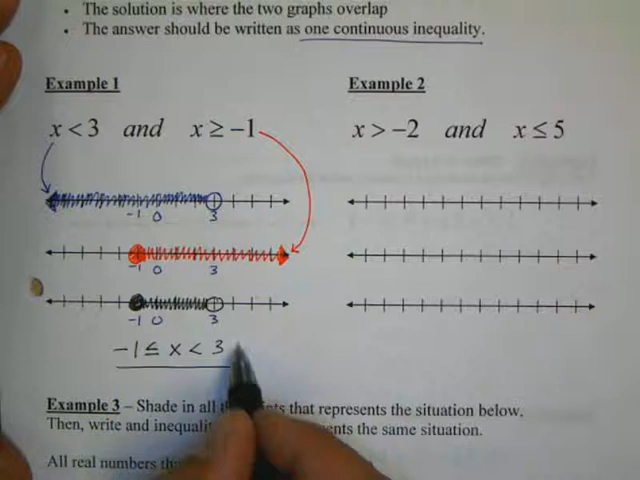 • The solution is where the two graphs overlap
• The answer should be written as one continuous inequality.
Example 1
Example 2
x < 3 and x ≥ −1
x > −2 and x ≤ 5
-1 0 3
-1 0 3
-1 0 3
-1 ≤ x < 3
Example 3 – Shade in all that represents the situation below.
Then, write and the same situation.
All real numbers